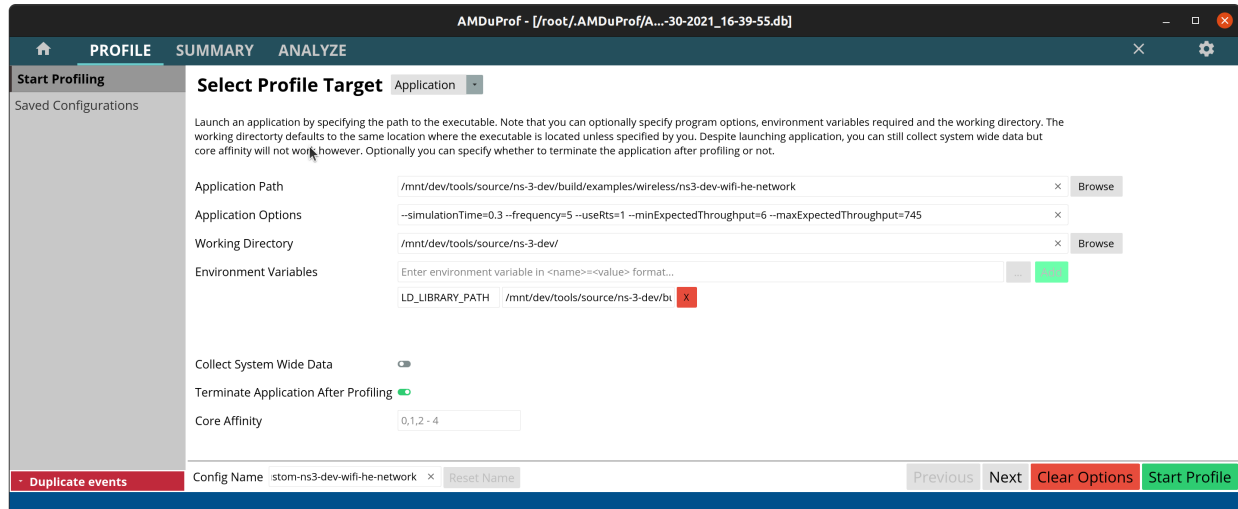 AMDuProf - [/root/.AMDuProf/A...-30-2021_16-39-55.db]
PROFILE SUMMARY ANALYZE
Start Profiling
Saved Configurations
Select Profile Target Application
Launch an application by specifying the path to the executable. Note that you can optionally specify program options, environment variables required and the working directory. The
working directorty defaults to the same location where the executable is located unless specified by you. Despite launching application, you can still collect system wide data but
core affinity will not work however. Optionally you can specify whether to terminate the application after profiling or not.
Application Path /mnt/dev/tools/source/ns-3-dev/build/examples/wireless/ns3-dev-wifi-he-network Browse
Application Options --simulationTime=0.3 --frequency=5 --useRts=1 --minExpectedThroughput=6 --maxExpectedThroughput=745
Working Directory /mnt/dev/tools/source/ns-3-dev/ Browse
Environment Variables Enter environment variable in <name>=<value> format... ... Add
LD_LIBRARY_PATH /mnt/dev/tools/source/ns-3-dev/bu X
Collect System Wide Data
Terminate Application After Profiling
Core Affinity 0,1,2 - 4
Duplicate events
Config Name stom-ns3-dev-wifi-he-network Reset Name Previous Next Clear Options Start Profile